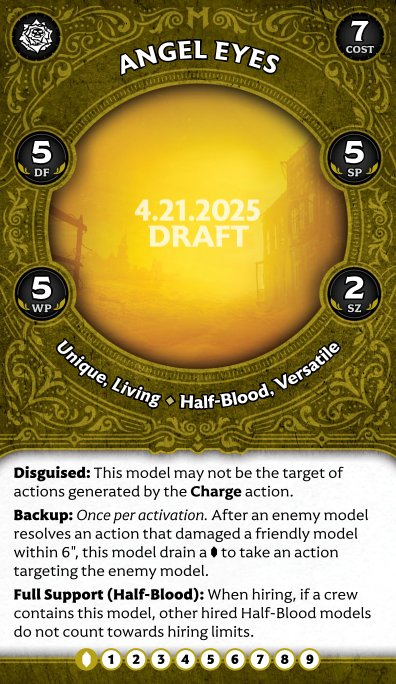 ANGEL EYES
7
COST
5
DF
5
SP
4.21.2025
DRAFT
5
WP
2
SZ
Unique, Living ⬩ Half-Blood, Versatile
Disguised: This model may not be the target of
actions generated by the Charge action.
Backup: Once per activation. After an enemy model
resolves an action that damaged a friendly model
within 6", this model drain a ⬮ to take an action
targeting the enemy model.
Full Support (Half-Blood): When hiring, if a crew
contains this model, other hired Half-Blood models
do not count towards hiring limits.
1 2 3 4 5 6 7 8 9